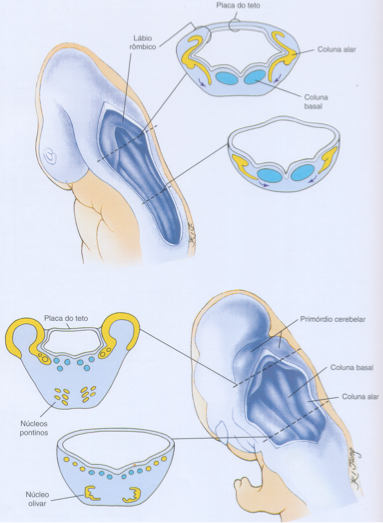 Placa do teto
Lábio
rômbico
Coluna alar
Coluna
basal
Placa do teto
Primórdio cerebelar
Coluna basal
Coluna alar
Núcleos
pontinos
Núcleo
olivar